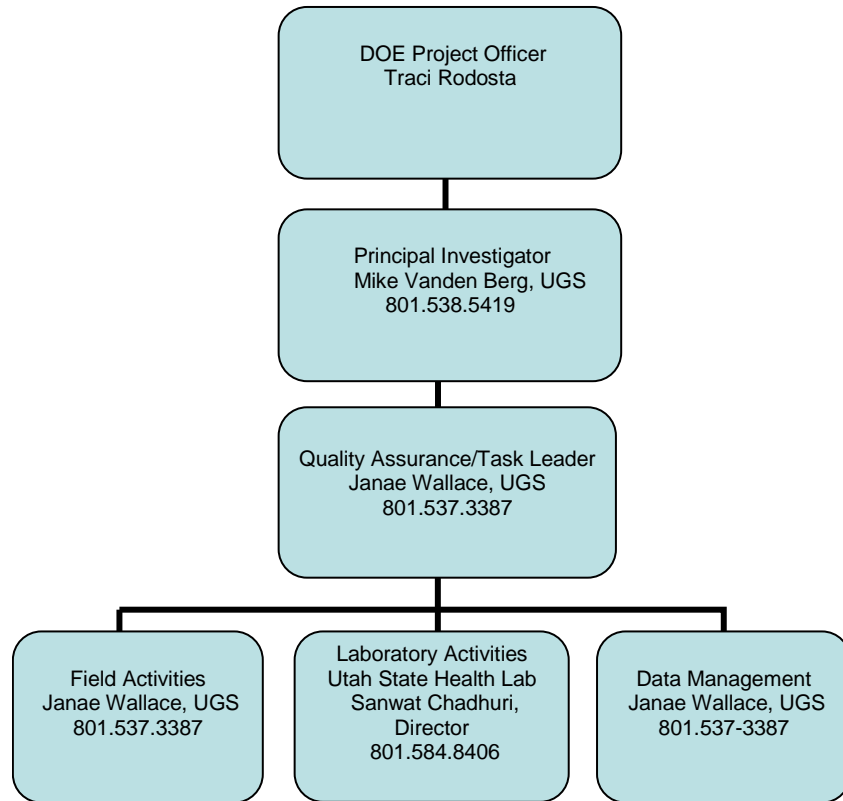 DOE Project Officer
Traci Rodosta
Principal Investigator
Mike Vanden Berg, UGS
801.538.5419
Quality Assurance/Task Leader
Janae Wallace, UGS
801.537.3387
Field Activities
Janae Wallace, UGS
801.537.3387
Laboratory Activities
Utah State Health Lab
Sanwat Chadhuri,
Director
801.584.8406
Data Management
Janae Wallace, UGS
801.537-3387